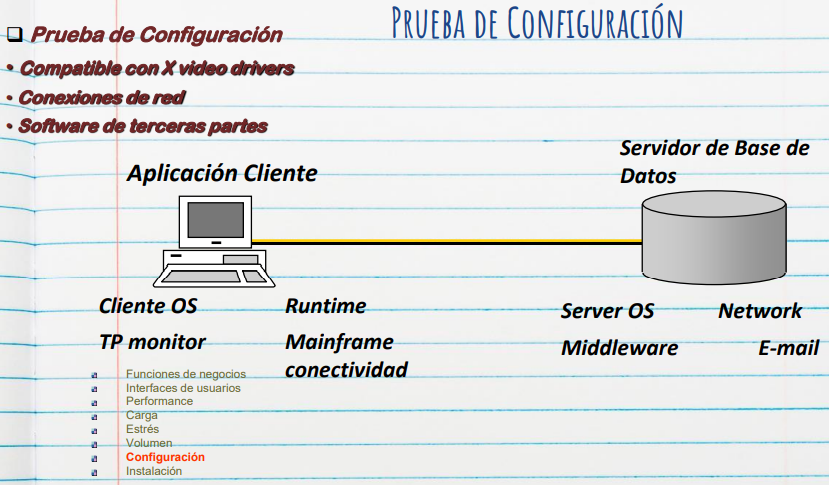 Prueba de Configuración
❑ Prueba de Configuración
• Compatible con X video drivers
• Conexiones de red
• Software de terceras partes
Aplicación Cliente
Servidor de Base de
Datos
Cliente OS
Runtime
TP monitor
Mainframe
conectividad
Server OS
Network
Middleware
E-mail
Funciones de negocios
Interfaces de usuarios
Performance
Carga
Estrés
Volumen
Configuración
Instalación